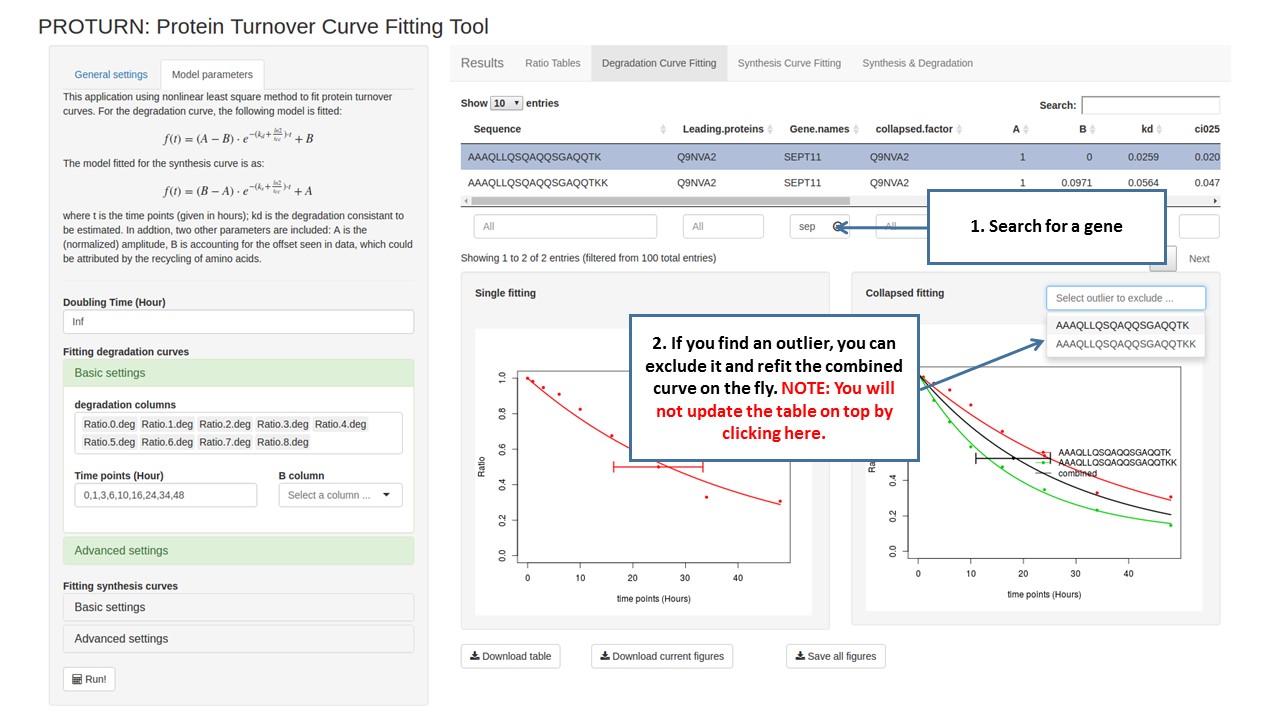 PROTURN: Protein Turnover Curve Fitting Tool
General settings
Model parameters
This application using nonlinear least square method to fit protein turnover
curves. For the degradation curve, the following model is fitted:
f(t) = (A − B) · e^{−(k_d + ln2/t_cc)·t} + B
The model fitted for the synthesis curve is as:
f(t) = (B − A) · e^{−(k_s + ln2/t_cc)·t} + A
where t is the time points (given in hours); kd is the degradation consistant to
be estimated. In addtion, two other parameters are included: A is the
(normalized) amplitude, B is accounting for the offset seen in data, which could
be attributed by the recycling of amino acids.
Doubling Time (Hour)
Inf
Fitting degradation curves
Basic settings
degradation columns
Ratio.0.deg Ratio.1.deg Ratio.2.deg Ratio.3.deg Ratio.4.deg
Ratio.5.deg Ratio.6.deg Ratio.7.deg Ratio.8.deg
Time points (Hour)
B column
0,1,3,6,10,16,24,34,48
Select a column ...
Advanced settings
Fitting synthesis curves
Basic settings
Advanced settings
Run!
Results
Ratio Tables
Degradation Curve Fitting
Synthesis Curve Fitting
Synthesis & Degradation
Show 10 entries
Search:
Sequence Leading.proteins Gene.names collapsed.factor A B kd ci025
AAAQLLQSQAQQSGAQQTK Q9NVA2 SEPT11 Q9NVA2 1 0 0.0259 0.020
AAAQLLQSQAQQSGAQQTKK Q9NVA2 SEPT11 Q9NVA2 1 0.0971 0.0564 0.047
All
All
sep
All
1. Search for a gene
Showing 1 to 2 of 2 entries (filtered from 100 total entries)
Next
Single fitting
1.0
0.8
0.6
0.4
0.2
0.0
Ratio
0 10 20 30 40
time points (Hours)
2. If you find an outlier, you can
exclude it and refit the combined
curve on the fly. NOTE: You will
not update the table on top by
clicking here.
Collapsed fitting
Select outlier to exclude ...
AAAQLLQSQAQQSGAQQTK
AAAQLLQSQAQQSGAQQTKK
AAAQLLQSQAQQSGAQQTK
AAAQLLQSQAQQSGAQQTKK
combined
0.4
0.2
0.0
0 10 20 30 40
time points (Hours)
Download table
Download current figures
Save all figures